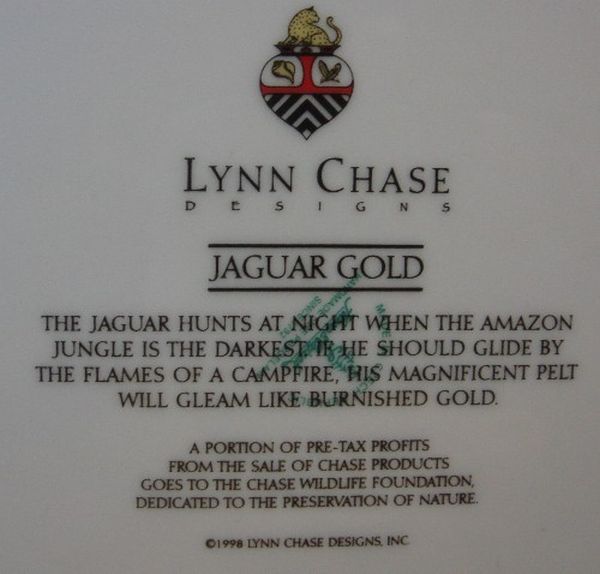 LYNN CHASE
DESIGNS
JAGUAR GOLD
THE JAGUAR HUNTS AT NIGHT WHEN THE AMAZON
JUNGLE IS THE DARKEST. IF HE SHOULD GLIDE BY
THE FLAMES OF A CAMPFIRE, HIS MAGNIFICENT PELT
WILL GLEAM LIKE BURNISHED GOLD.
A PORTION OF PRE-TAX PROFITS
FROM THE SALE OF CHASE PRODUCTS
GOES TO THE CHASE WILDLIFE FOUNDATION,
DEDICATED TO THE PRESERVATION OF NATURE.
©1998 LYNN CHASE DESIGNS, INC
HANDMADE
SINCE